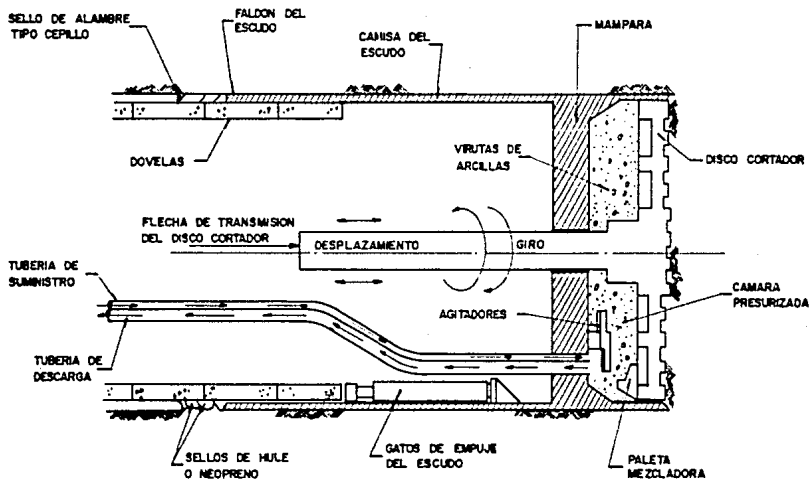 SELLO DE ALAMBRE
TIPO CEPILLO
FALDON DEL
ESCUDO
CAMISA DEL
ESCUDO
MAMPARA
DOVELAS
VIRUTAS DE
ARCILLAS
DISCO CORTADOR
FLECHA DE TRANSMISION
DEL DISCO CORTADOR
DESPLAZAMIENTO
GIRO
TUBERIA DE
SUMINISTRO
AGITADORES
CAMARA
PRESURIZADA
TUBERIA DE
DESCARGA
SELLOS DE HULE
O NEOPRENO
GATOS DE EMPUJE
DEL ESCUDO
PALETA
MEZCLADORA